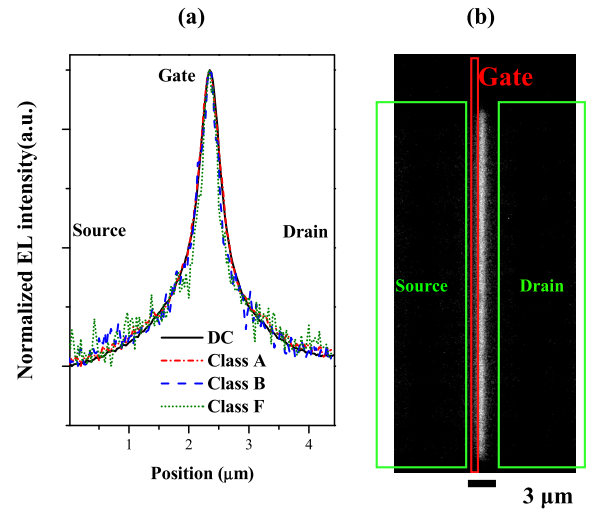 (a)
Normalized EL intensity(a.u.)
Gate
Source
Drain
DC
Class A
Class B
Class F
1
2
3
4
Position (μm)
(b)
Gate
Source
Drain
3 μm